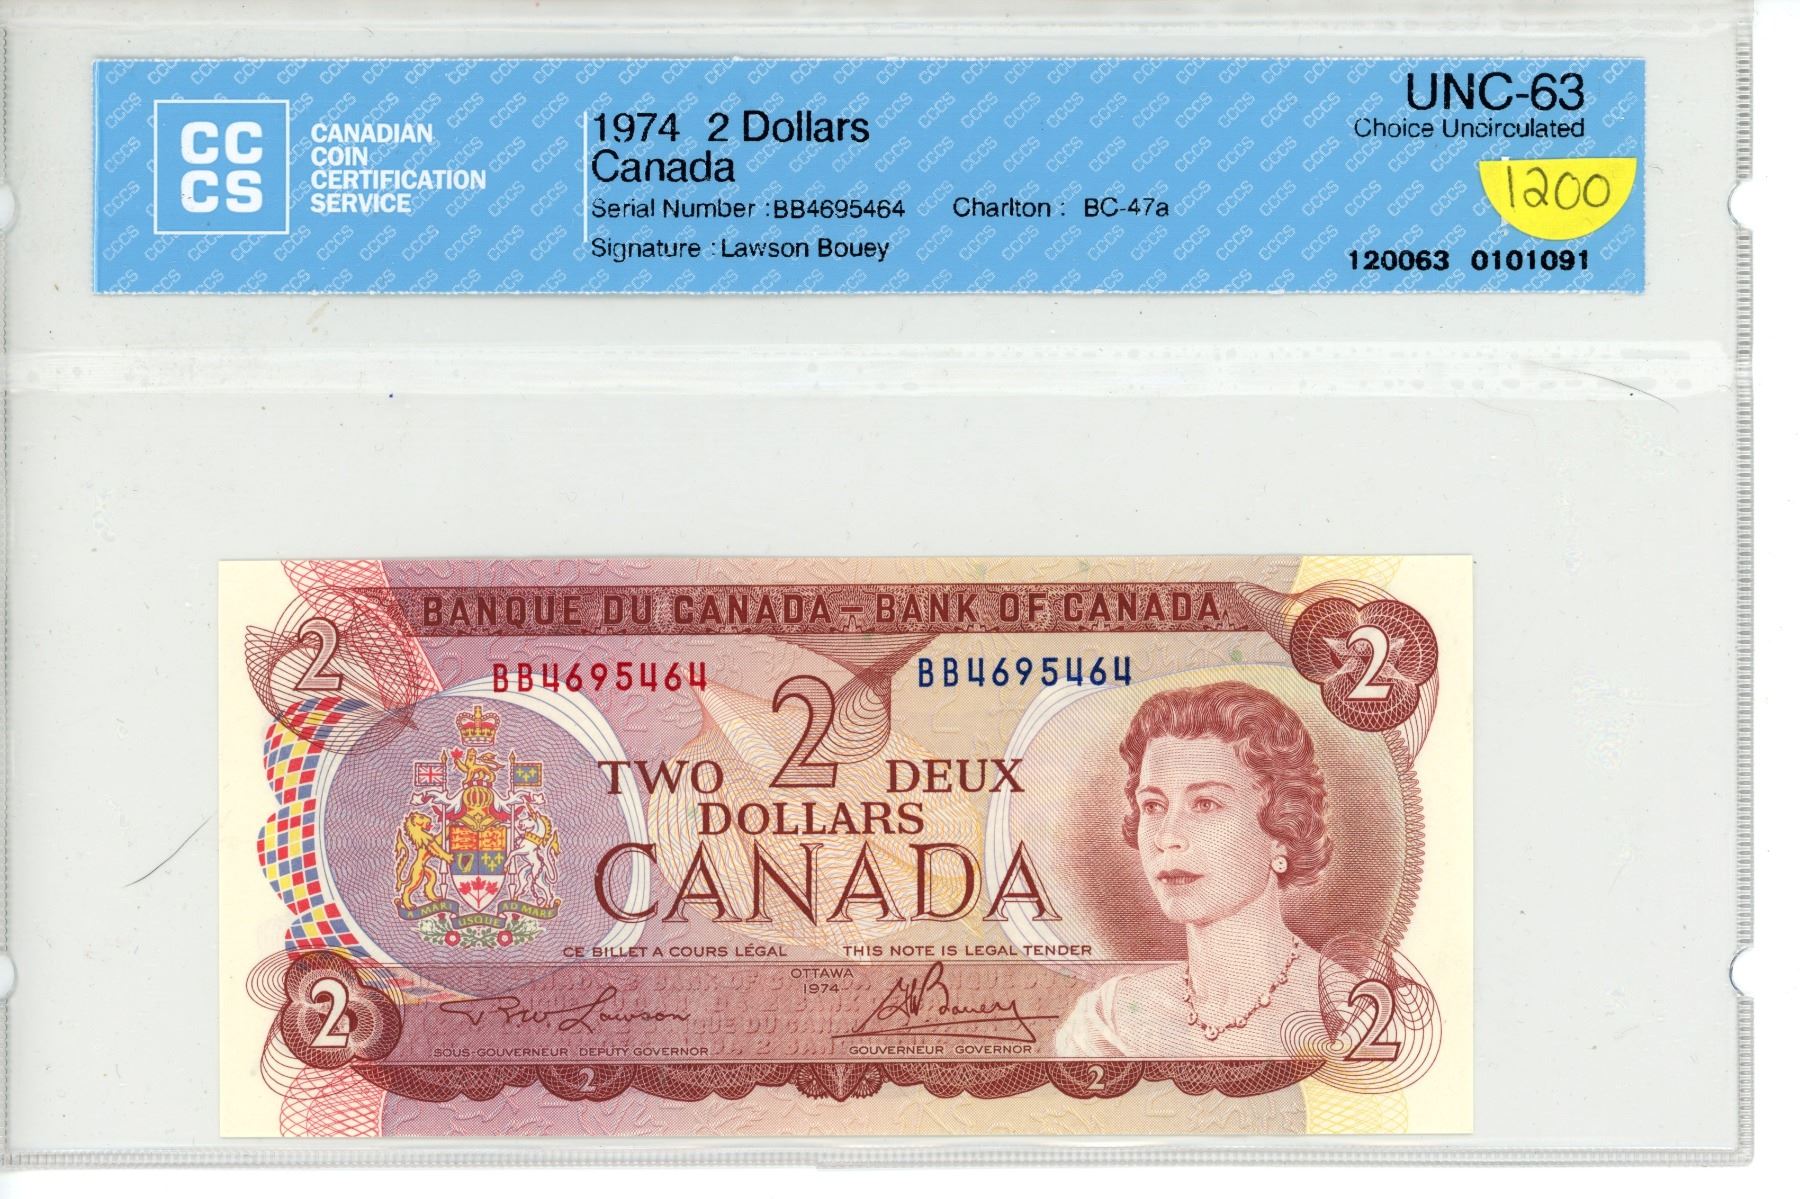 CC
CS
CANADIAN
COIN
CERTIFICATION
SERVICE
1974 2 Dollars
Canada
Serial Number :BB4695464 Charlton : BC-47a
Signature : Lawson Bouey
UNC-63
Choice Uncirculated
1200
120063 0101091
BANQUE DU CANADA – BANK OF CANADA
2 2
BB4695464 BB4695464
2
TWO DEUX
DOLLARS
CANADA
A MARI USQUE AD MARE
CE BILLET A COURS LÉGAL THIS NOTE IS LEGAL TENDER
OTTAWA
1974
2 R.W. Lawson G.K. Bouey 2
SOUS-GOUVERNEUR DEPUTY GOVERNOR GOUVERNEUR GOVERNOR
2 2